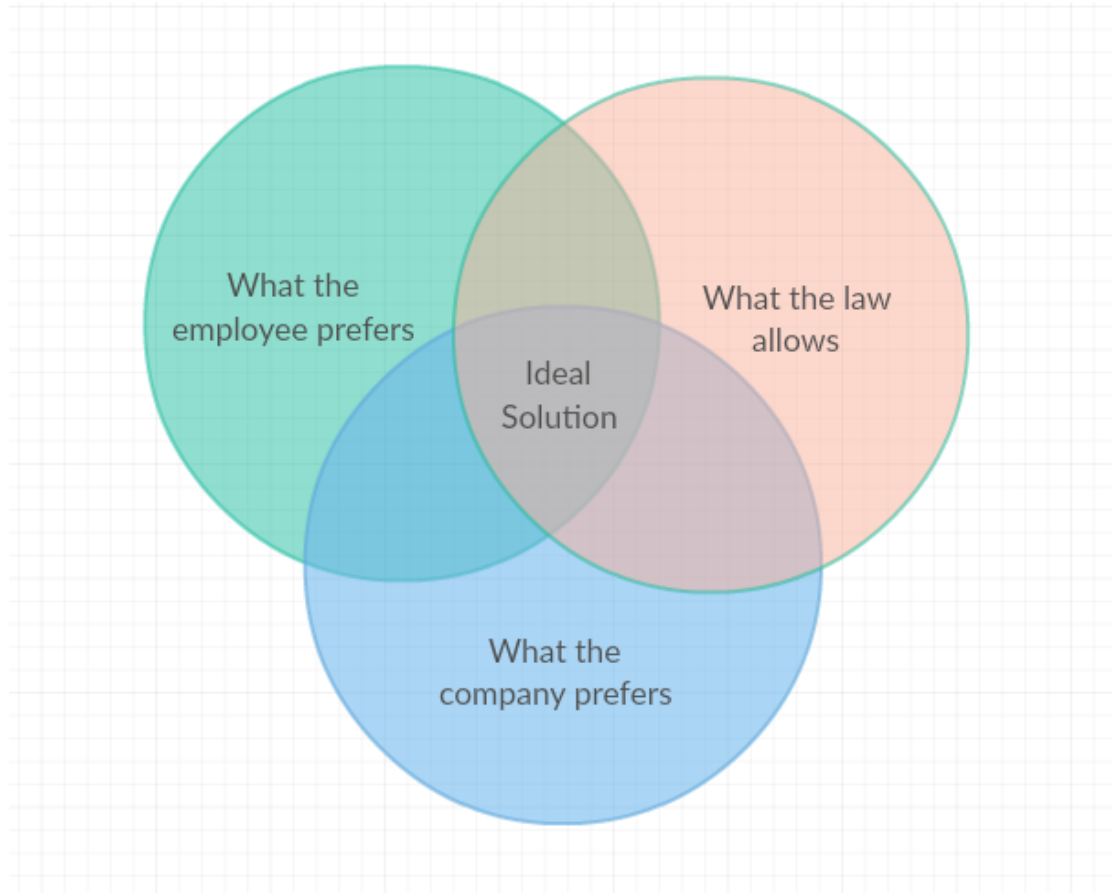 What the
employee prefers
What the law
allows
Ideal
Solution
What the
company prefers